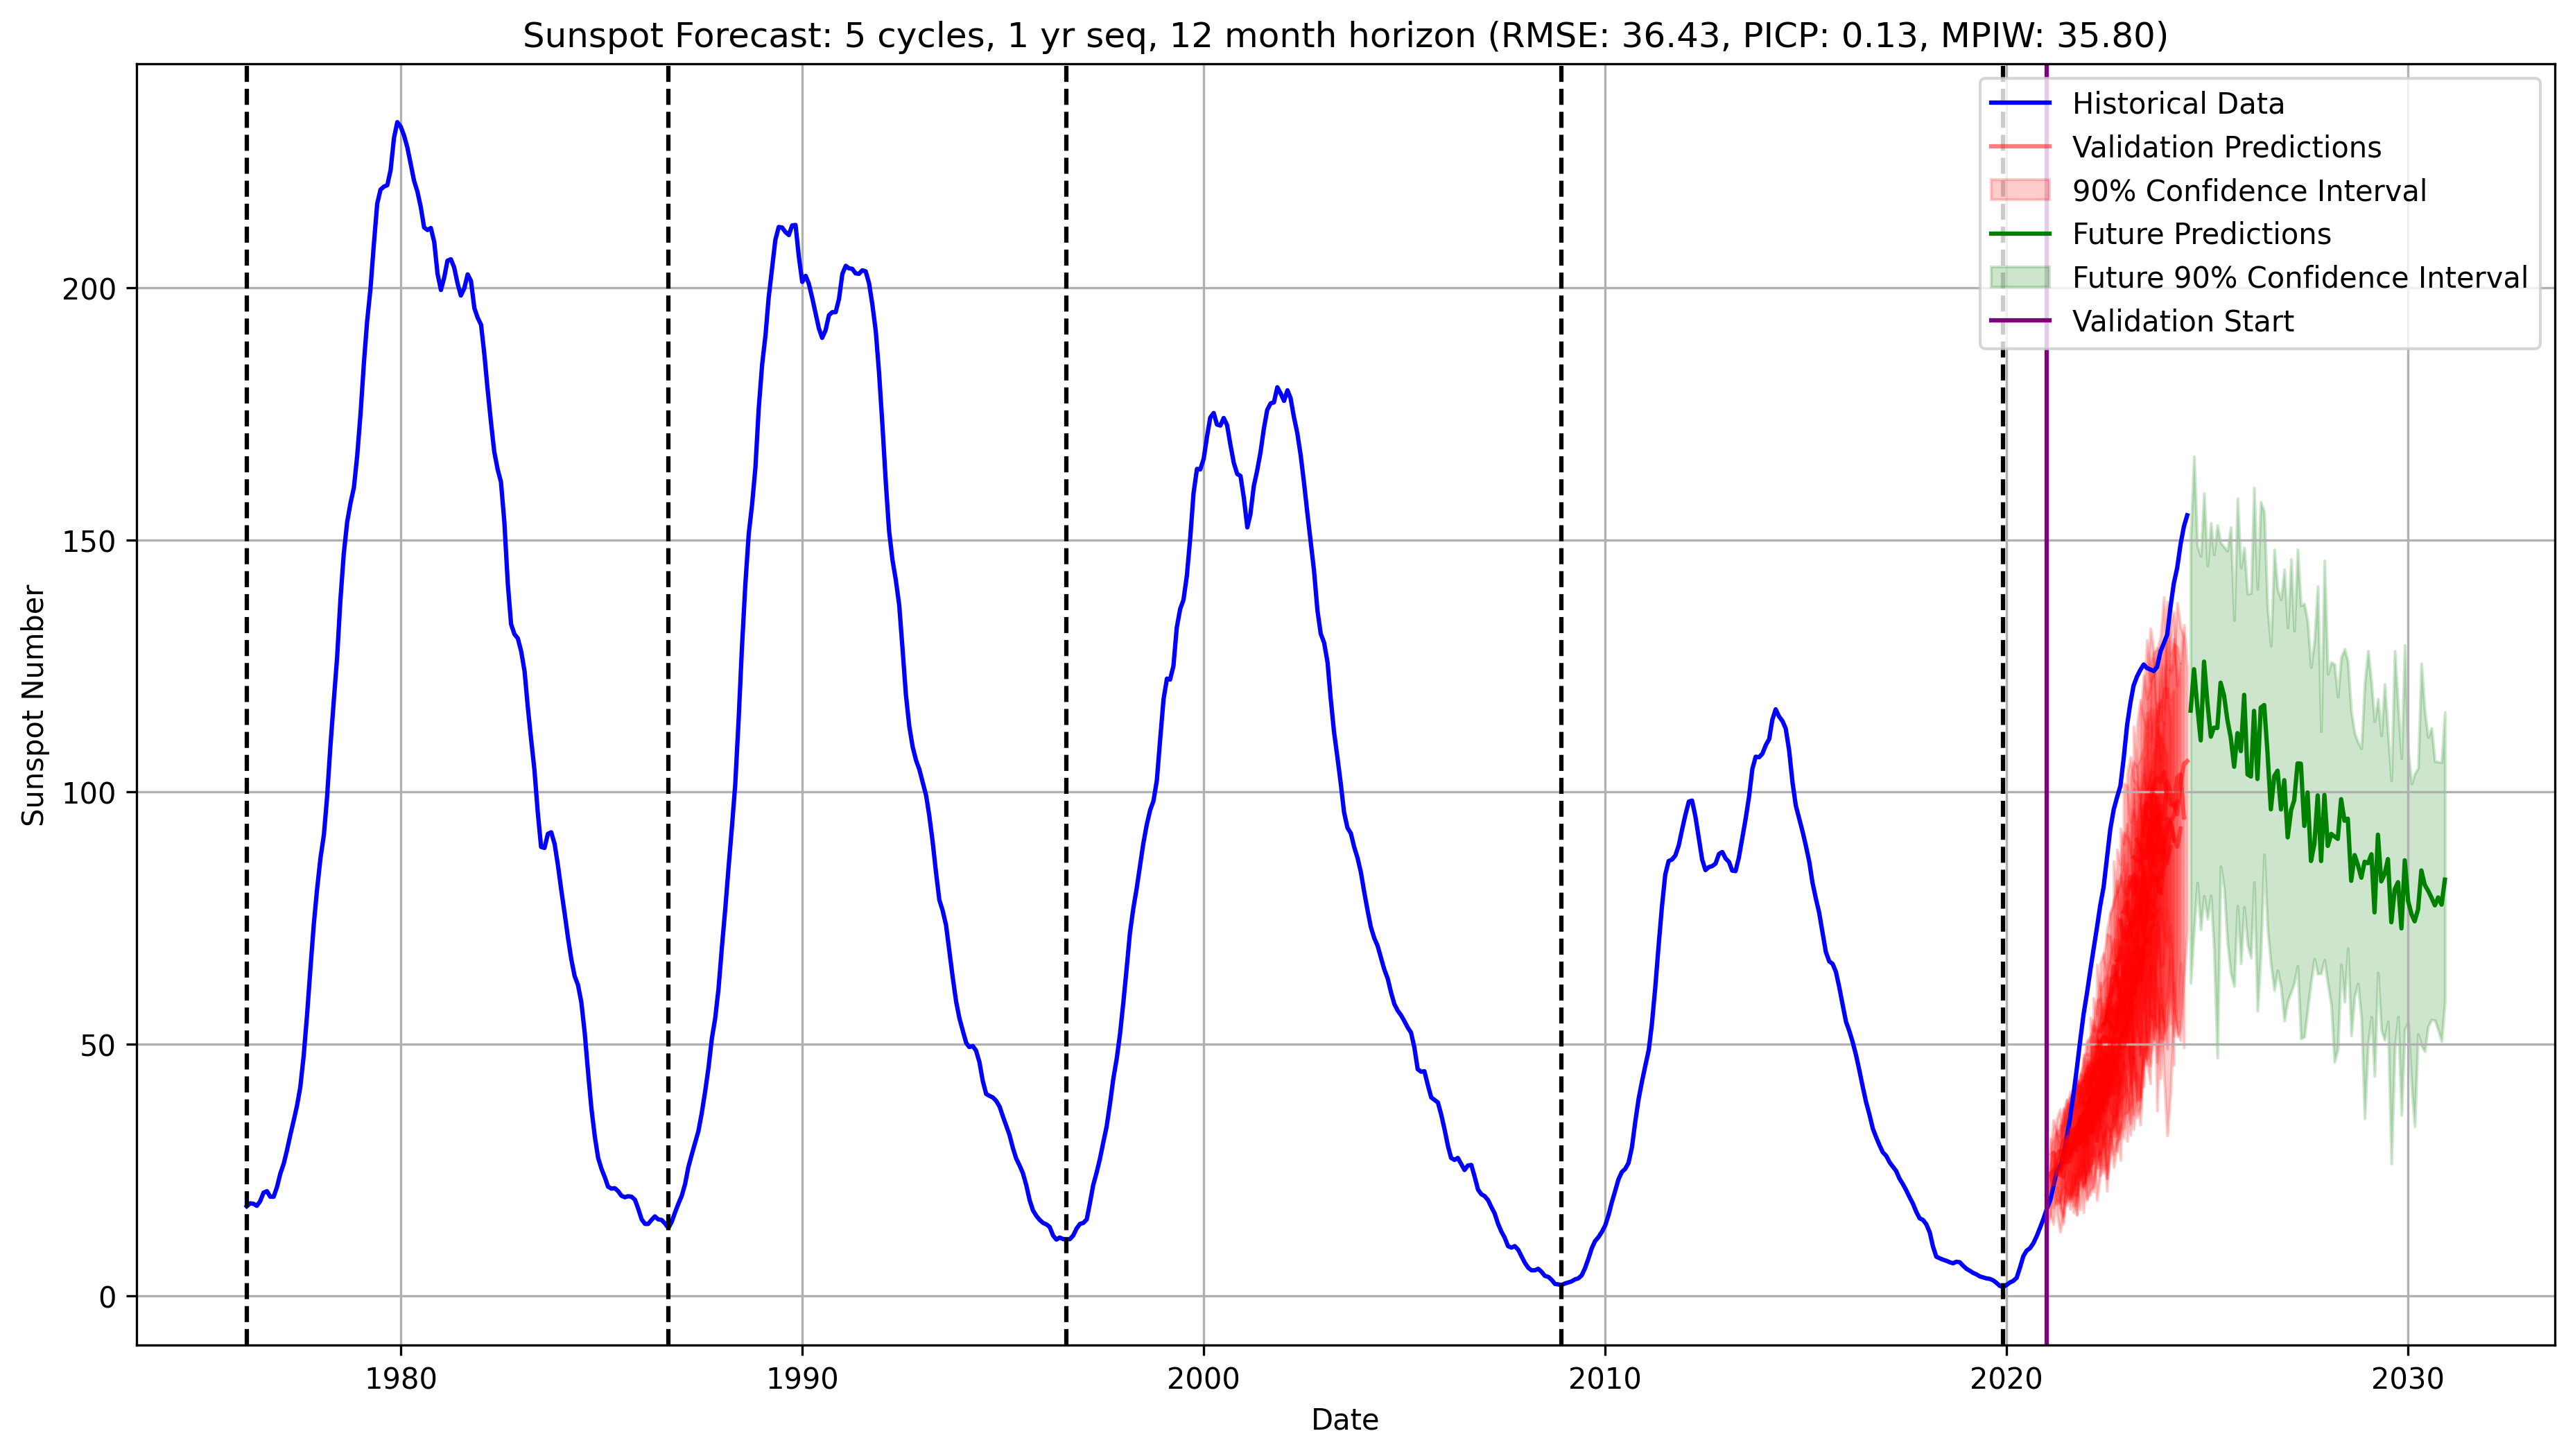 Sunspot Forecast: 5 cycles, 1 yr seq, 12 month horizon (RMSE: 36.43, PICP: 0.13, MPIW: 35.80)
Historical Data
Validation Predictions
90% Confidence Interval
Future Predictions
Future 90% Confidence Interval
Validation Start
Sunspot Number
200
150
100
50
0
1980
1990
2000
2010
2020
2030
Date